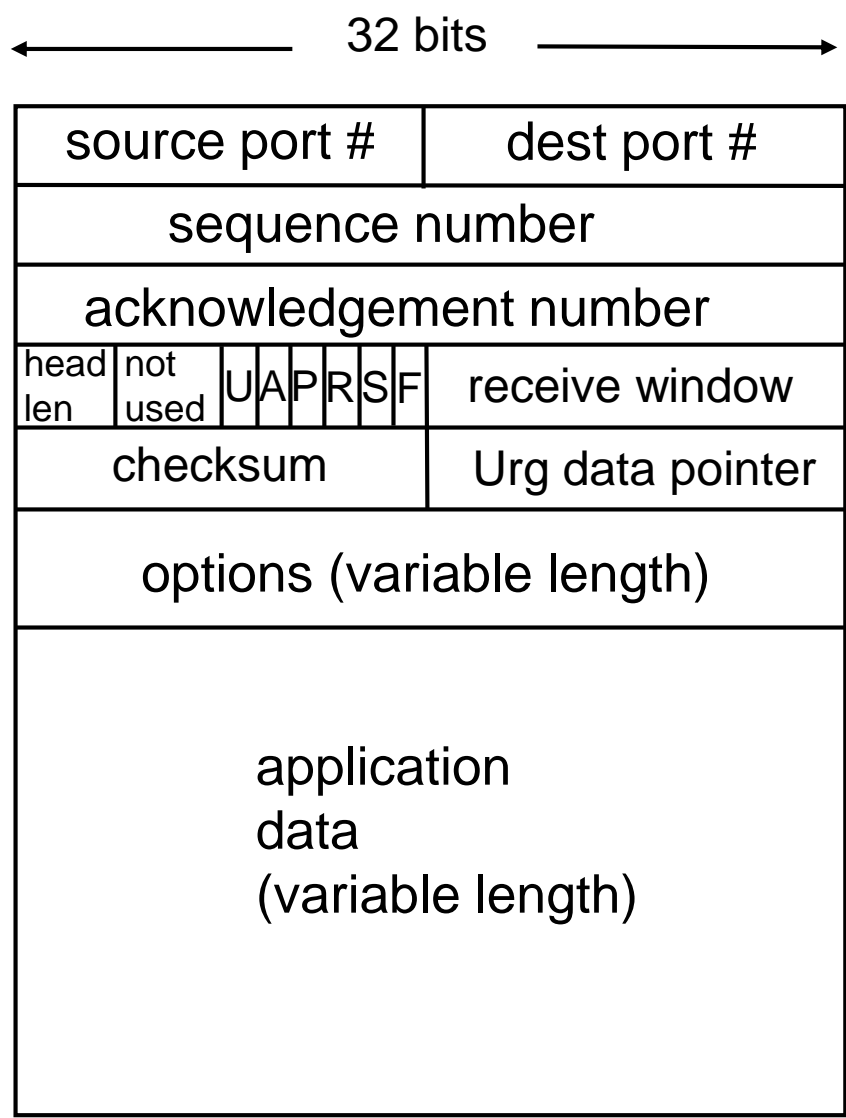 32 bits
source port # dest port #
sequence number
acknowledgement number
head not U A P R S F receive window
len used
checksum Urg data pointer
options (variable length)
application
data
(variable length)